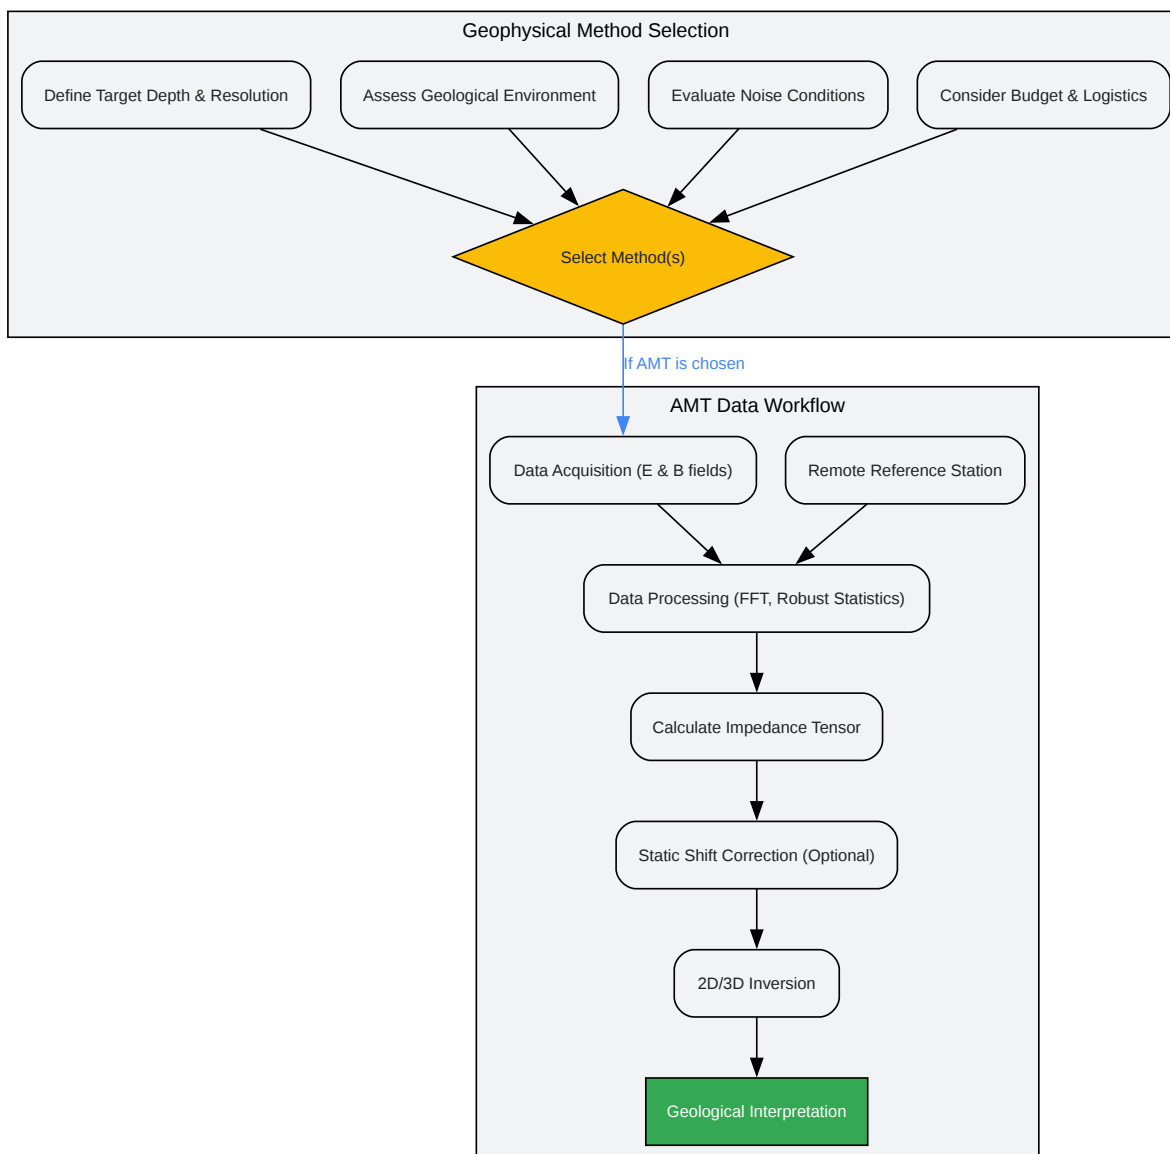 Geophysical Method Selection
Define Target Depth & Resolution
Assess Geological Environment
Evaluate Noise Conditions
Consider Budget & Logistics
Select Method(s)
If AMT is chosen
AMT Data Workflow
Data Acquisition (E & B fields)
Remote Reference Station
Data Processing (FFT, Robust Statistics)
Calculate Impedance Tensor
Static Shift Correction (Optional)
2D/3D Inversion
Geological Interpretation